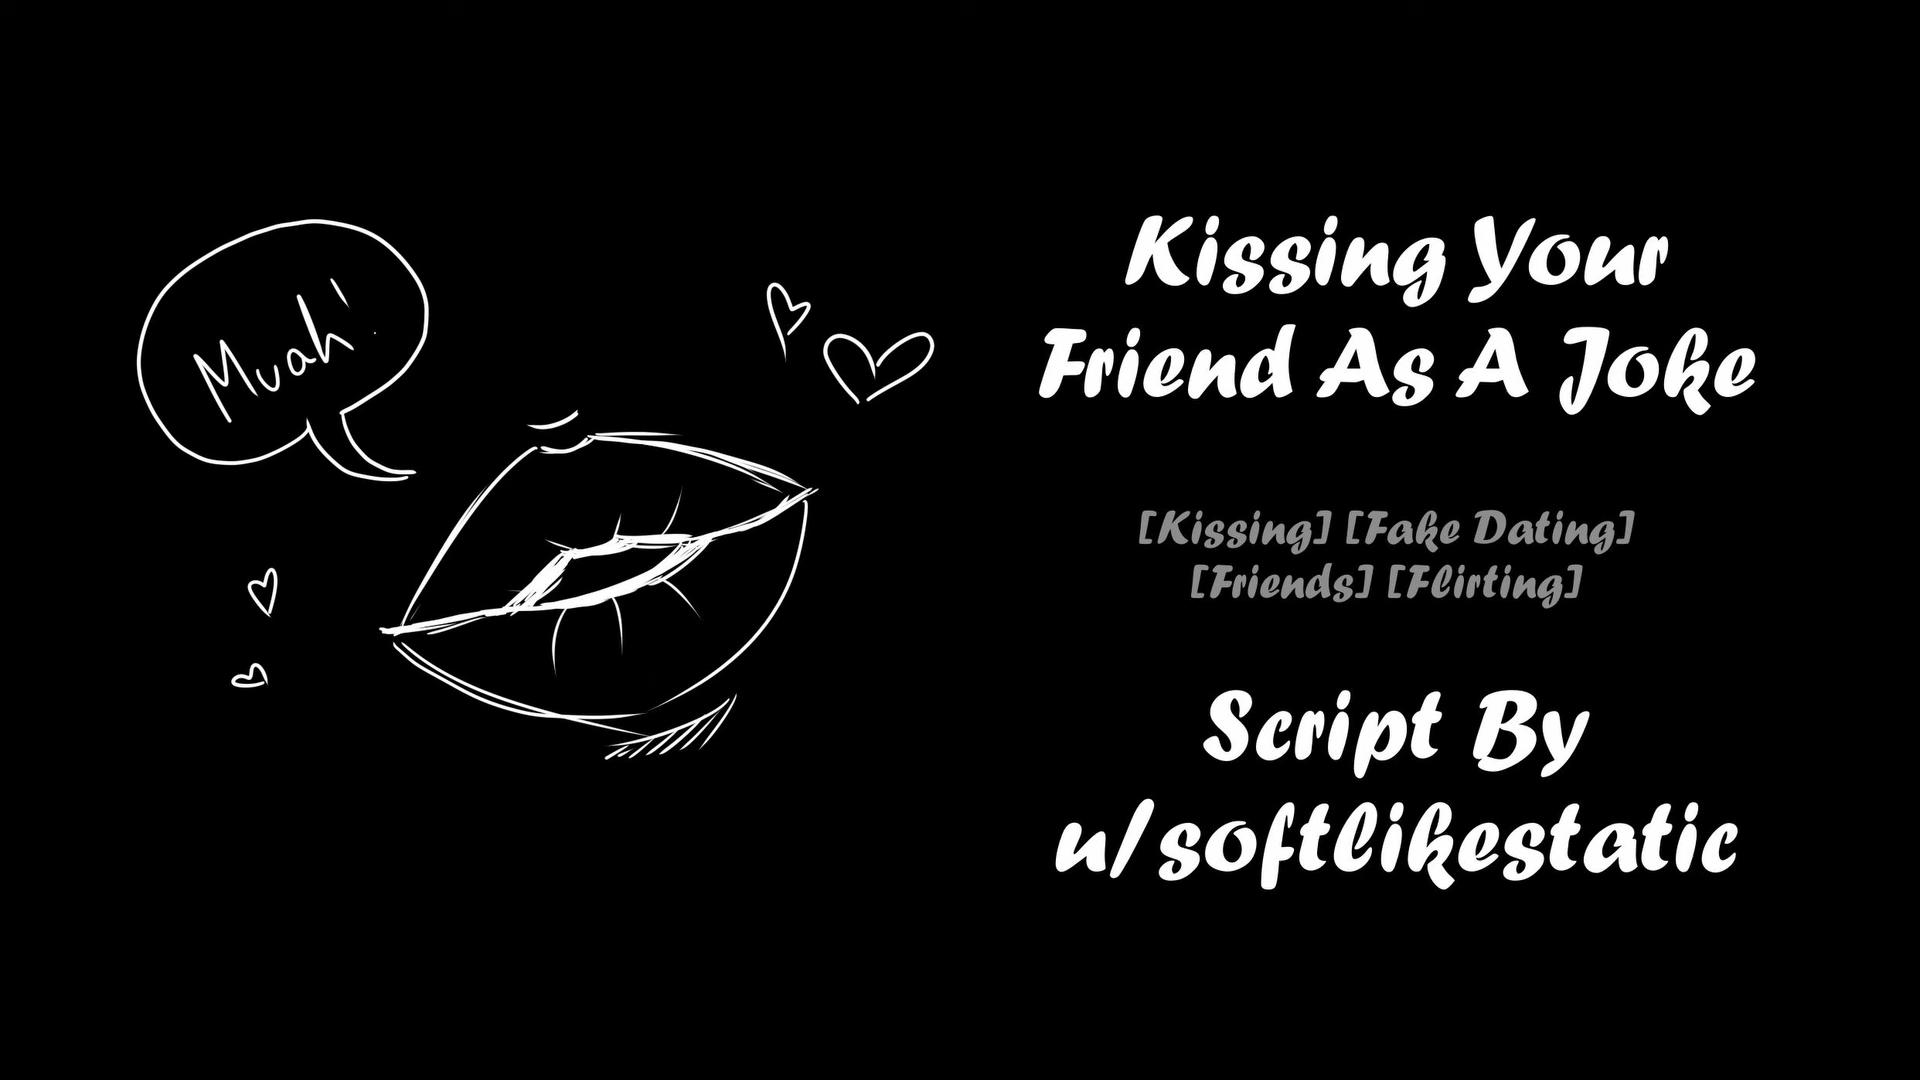 Muah!
Kissing Your
Friend As A Joke
[Kissing] [Fake Dating]
[Friends] [Flirting]
Script By
u/softlikestatic